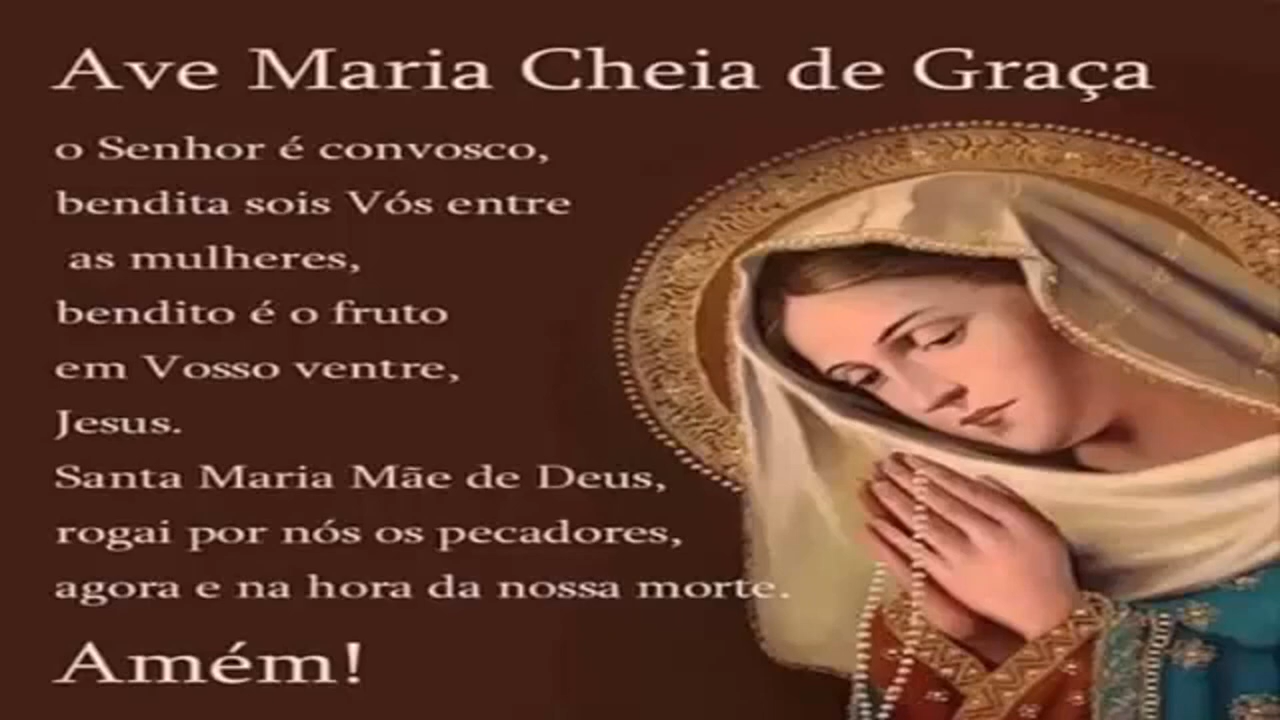 Ave Maria Cheia de Graça
o Senhor é convosco,
bendita sois Vós entre
as mulheres,
bendito é o fruto
em Vosso ventre,
Jesus.
Santa Maria Mãe de Deus,
rogai por nós os pecadores,
agora e na hora da nossa morte.
Amém!